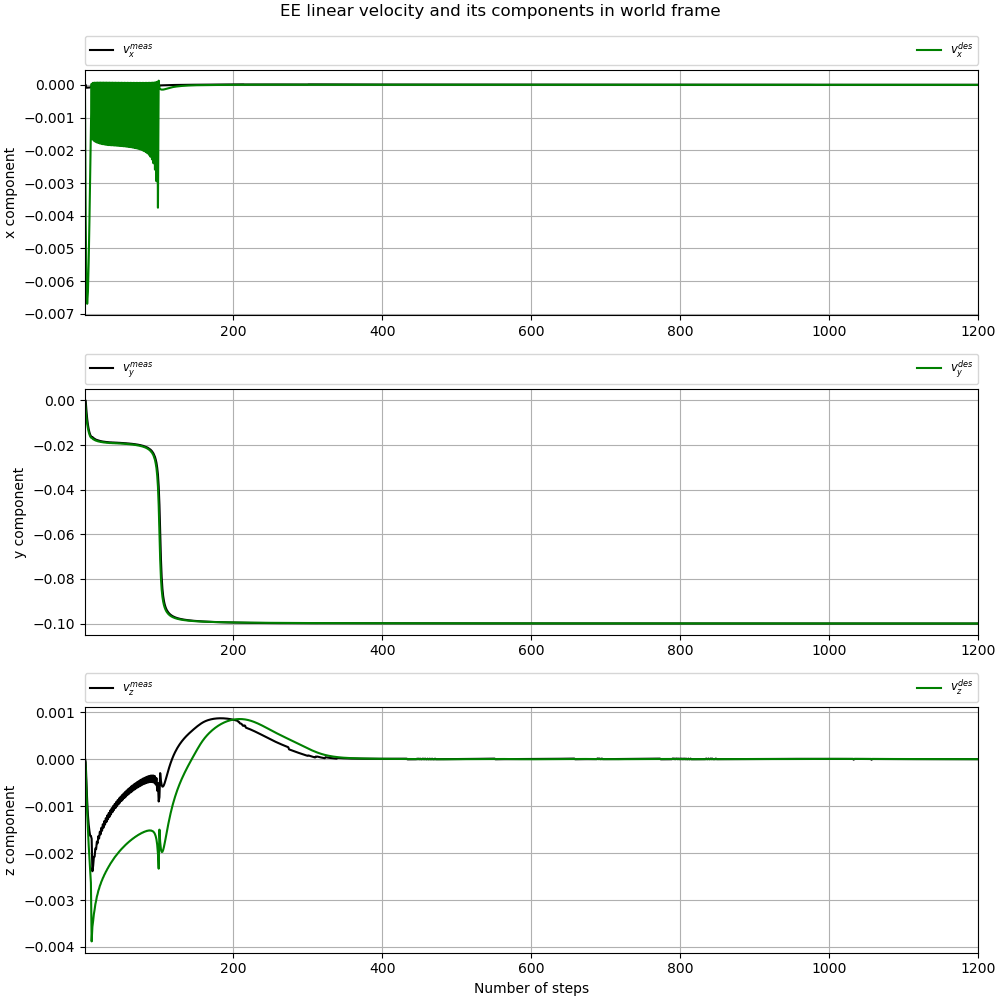 EE linear velocity and its components in world frame
v_x^{meas} v_x^{des}
0.000
−0.001
−0.002
−0.003
−0.004
−0.005
−0.006
−0.007
x component
200 400 600 800 1000 1200
v_y^{meas} v_y^{des}
0.00
−0.02
−0.04
−0.06
−0.08
−0.10
y component
200 400 600 800 1000 1200
v_z^{meas} v_z^{des}
0.001
0.000
−0.001
−0.002
−0.003
−0.004
z component
200 400 600 800 1000 1200
Number of steps